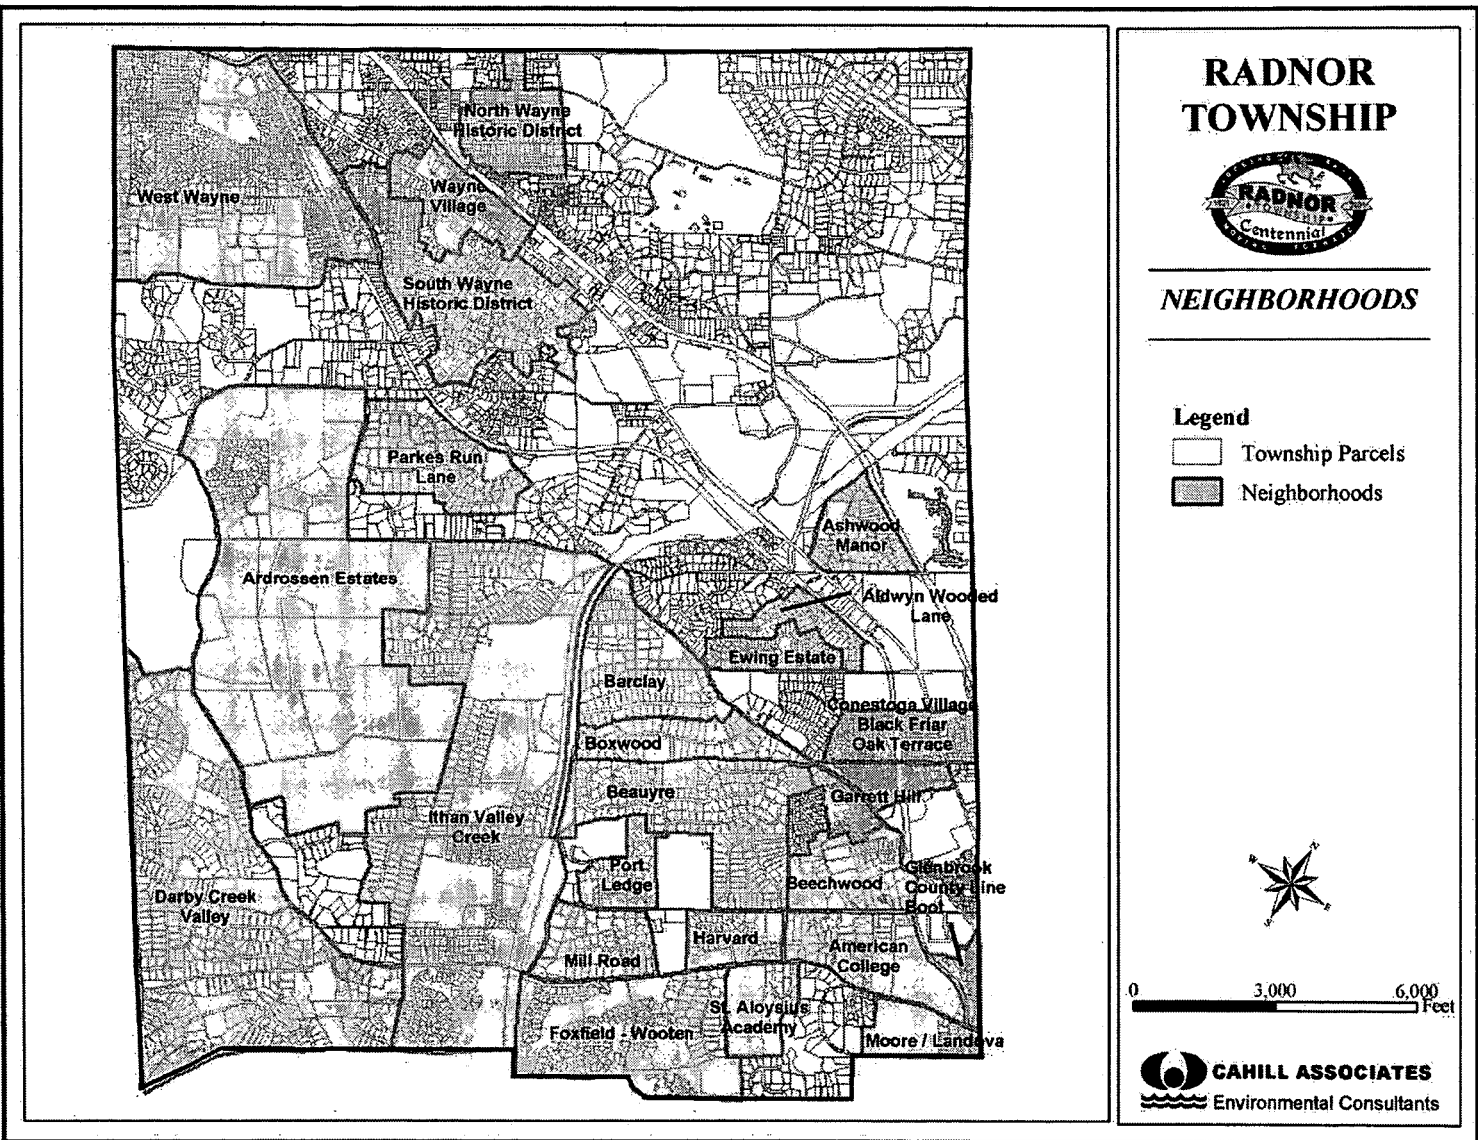 RADNOR
TOWNSHIP
RADNOR
TOWNSHIP
Centennial
NEIGHBORHOODS
Legend
Township Parcels
Neighborhoods
0 3,000 6,000
Feet
CAHILL ASSOCIATES
Environmental Consultants
North Wayne
Historic District
West Wayne
Wayne
Village
South Wayne
Historic District
Parkes Run
Lane
Ashwood
Manor
Ardrossen Estates
Aldwyn Wooded
Lane
Ewing Estate
Barclay
Conestoga Village
Black Friar
Oak Terrace
Boxwood
Beauyre
Garrett Hill
Ithan Valley
Creek
Port
Ledge
Beechwood
Glenbrook
County Line
Boot
Darby Creek
Valley
Mill Road
Harvard
American
College
St. Aloysius
Academy
Foxfield - Wooten
Moore / Landova